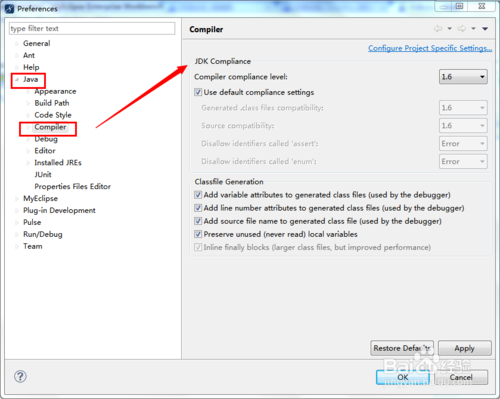 Preferences
type filter text
General
Ant
Help
Java
Appearance
Build Path
Code Style
Compiler
Debug
Editor
Installed JREs
JUnit
Properties Files Editor
MyEclipse
Plug-in Development
Pulse
Run/Debug
Team
Compiler
Configure Project Specific Settings...
JDK Compliance
Compiler compliance level: 1.6
Use default compliance settings
Generated .class files compatibility: 1.6
Source compatibility: 1.6
Disallow identifiers called 'assert': Error
Disallow identifiers called 'enum': Error
Classfile Generation
Add variable attributes to generated class files (used by the debugger)
Add line number attributes to generated class files (used by the debugger)
Add source file name to generated class file (used by the debugger)
Preserve unused (never read) local variables
Inline finally blocks (larger class files, but improved performance)
Restore Defaults Apply
OK Cancel